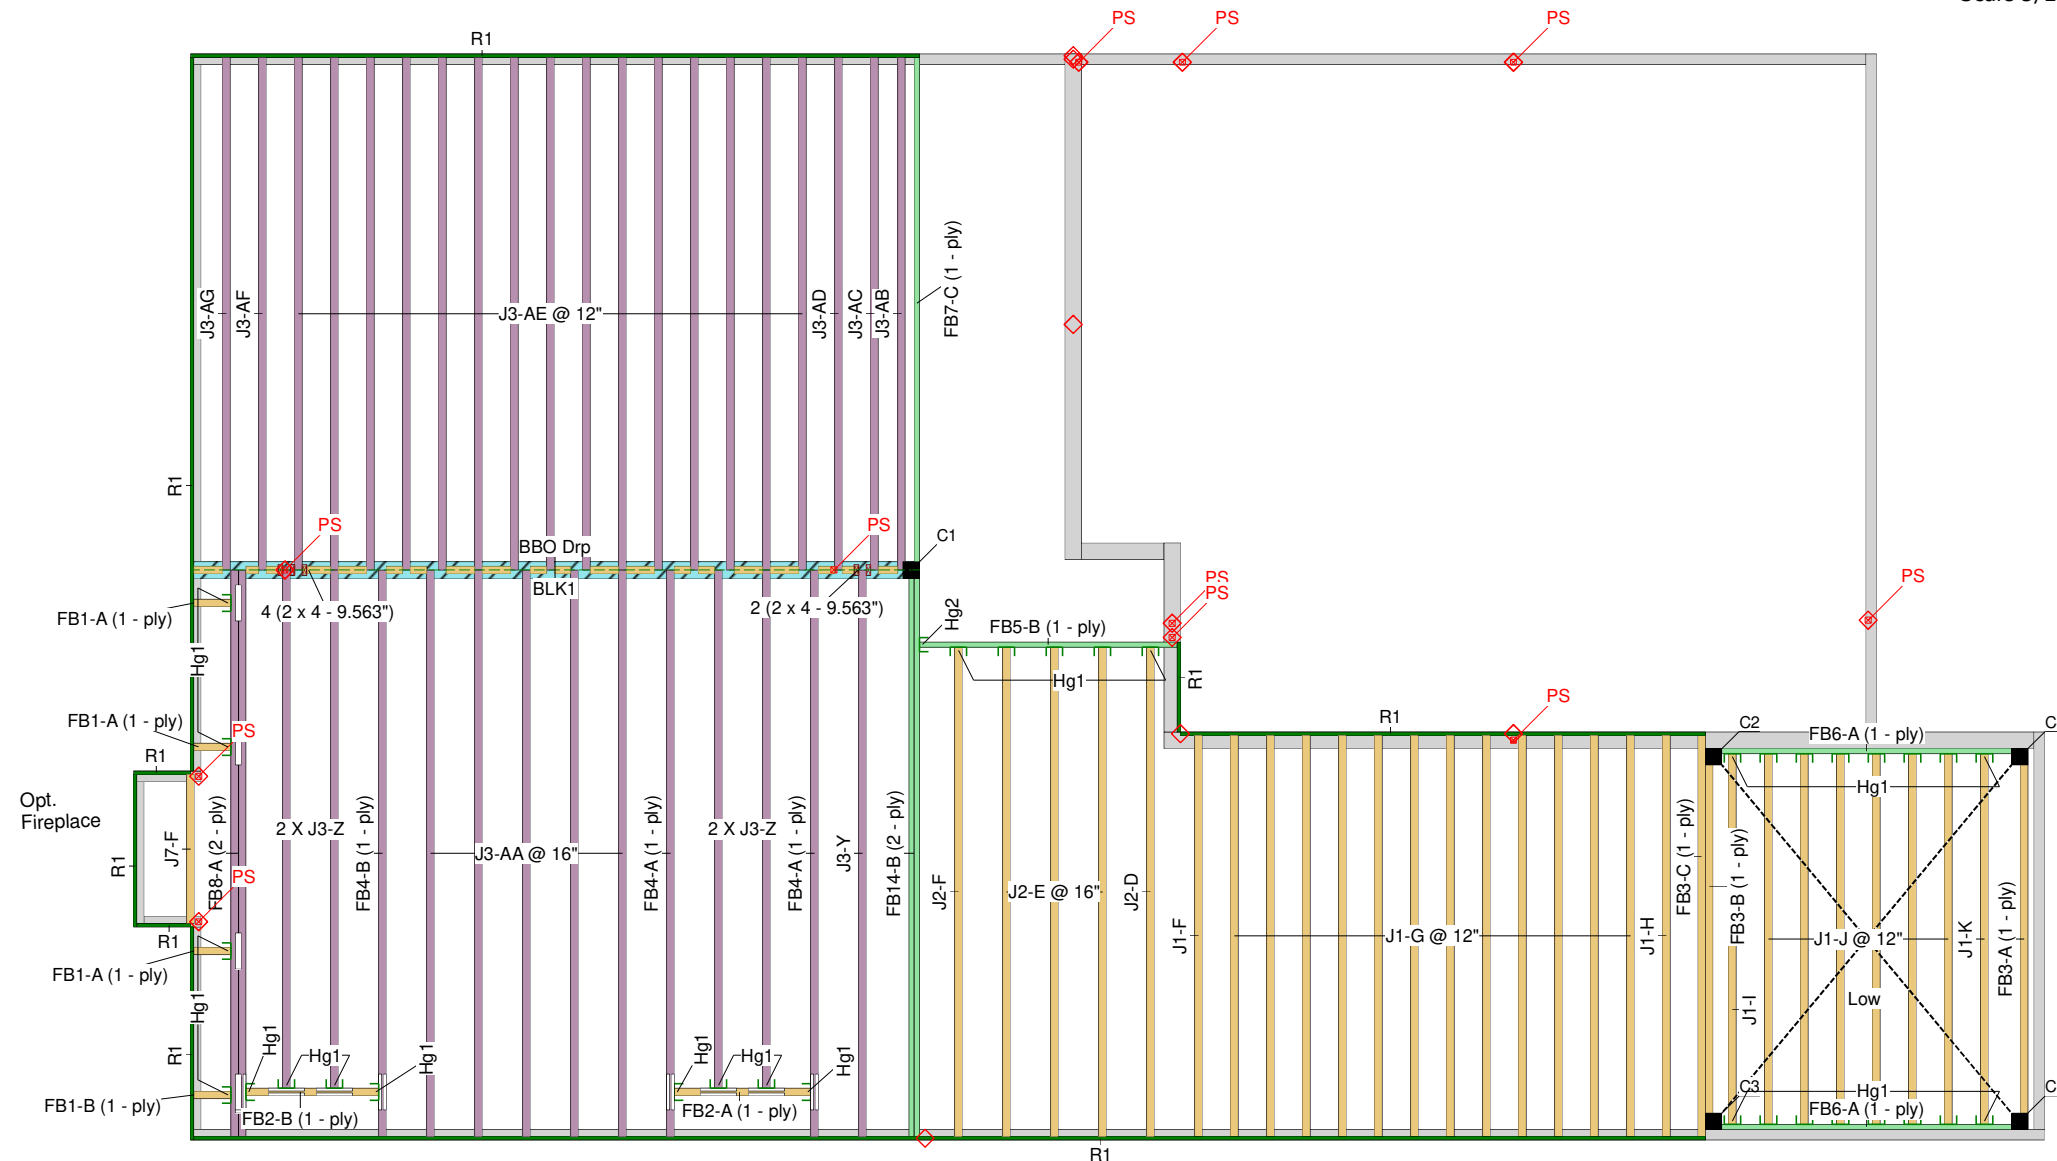 PS
PS
PS
R1
J3-AG
J3-AF
J3-AE @ 12"
J3-AD
J3-AC
J3-AB
FB7-C (1 - ply)
R1
PS
PS
BBO Drp
BLK1
C1
4 (2 x 4 - 9.563")
2 (2 x 4 - 9.563")
FB1-A (1 - ply)
Hg1
Hg2
FB5-B (1 - ply)
PS
PS
PS
Hg1
R1
FB1-A (1 - ply)
PS
R1
R1
PS
C2
FB6-A (1 - ply)
Hg1
Opt.
Fireplace
R1
J7-F
FB8-A (2 - ply)
PS
2 X J3-Z
FB4-B (1 - ply)
J3-AA @ 16"
FB4-A (1 - ply)
2 X J3-Z
FB4-A (1 - ply)
J3-Y
FB14-B (2 - ply)
J2-F
J2-E @ 16"
J2-D
J1-F
J1-G @ 12"
J1-H
FB3-C (1 - ply)
FB3-B (1 - ply)
J1-I
J1-J @ 12"
J1-K
FB3-A (1 - ply)
Low
R1
FB1-A (1 - ply)
Hg1
R1
Hg1
Hg1
Hg1
Hg1
Hg1
Hg1
FB1-B (1 - ply)
FB2-B (1 - ply)
FB2-A (1 - ply)
C3
Hg1
FB6-A (1 - ply)
R1